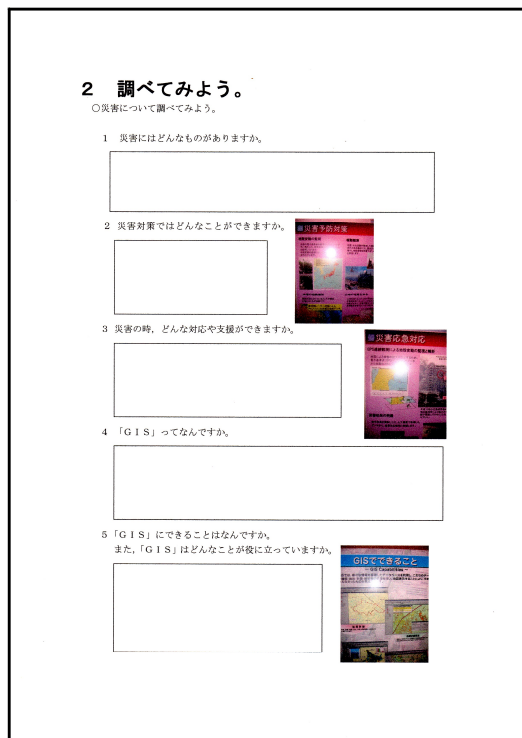 2 調べてみよう。
○災害について調べてみよう。
1 災害にはどんなものがありますか。
2 災害対策ではどんなことができますか。
■災害予防対策
3 災害の時，どんな対応や支援ができますか。
■災害応急対応
4 「ＧＩＳ」ってなんですか。
5「ＧＩＳ」にできることはなんですか。
また,「ＧＩＳ」はどんなことが役に立っていますか。
GISでできること